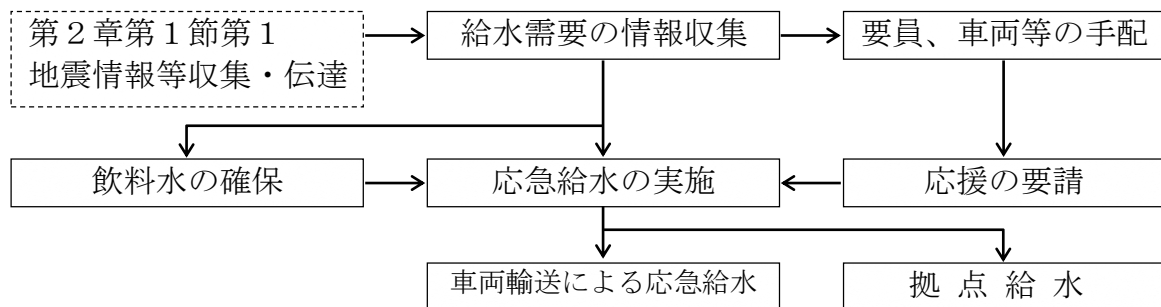 第２章第１節第１
地震情報等収集・伝達
給水需要の情報収集
要員、車両等の手配
飲料水の確保
応急給水の実施
応援の要請
車両輸送による応急給水
拠 点 給 水